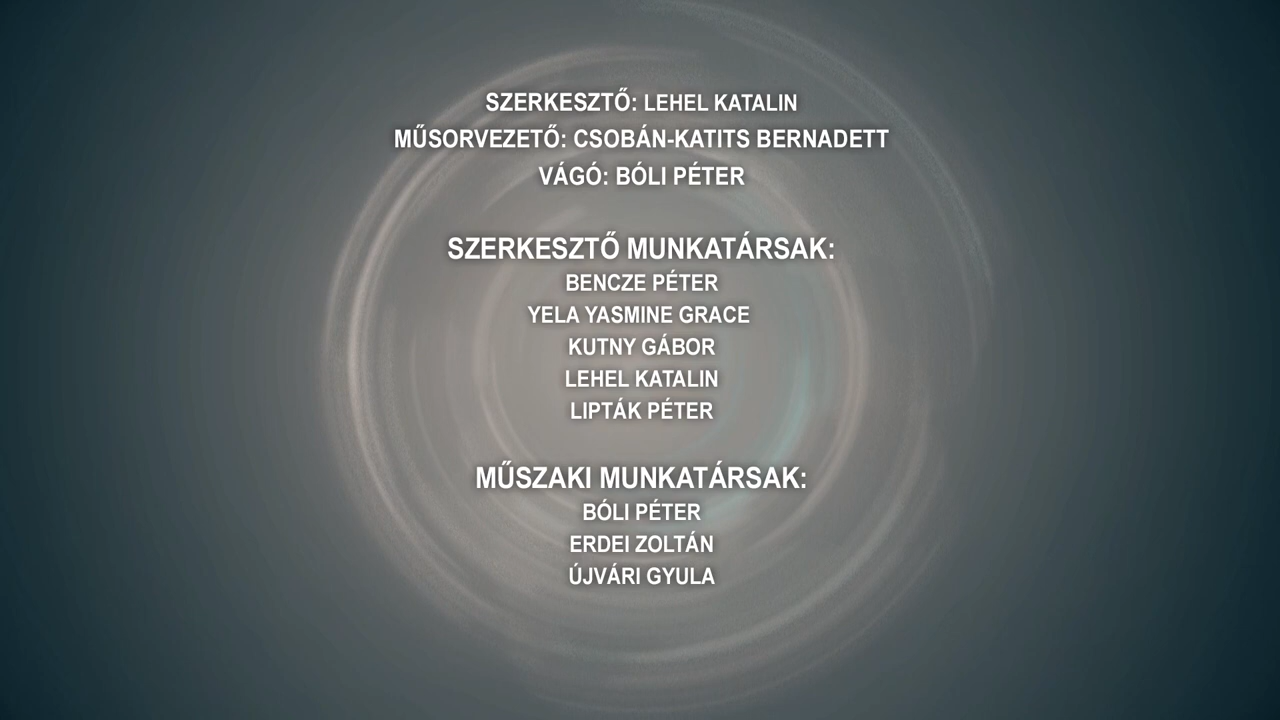 SZERKESZTŐ: LEHEL KATALIN
MŰSORVEZETŐ: CSOBÁN-KATITS BERNADETT
VÁGÓ: BÓLI PÉTER
SZERKESZTŐ MUNKATÁRSAK:
BENCZE PÉTER
YELA YASMINE GRACE
KUTNY GÁBOR
LEHEL KATALIN
LIPTÁK PÉTER
MŰSZAKI MUNKATÁRSAK:
BÓLI PÉTER
ERDEI ZOLTÁN
ÚJVÁRI GYULA